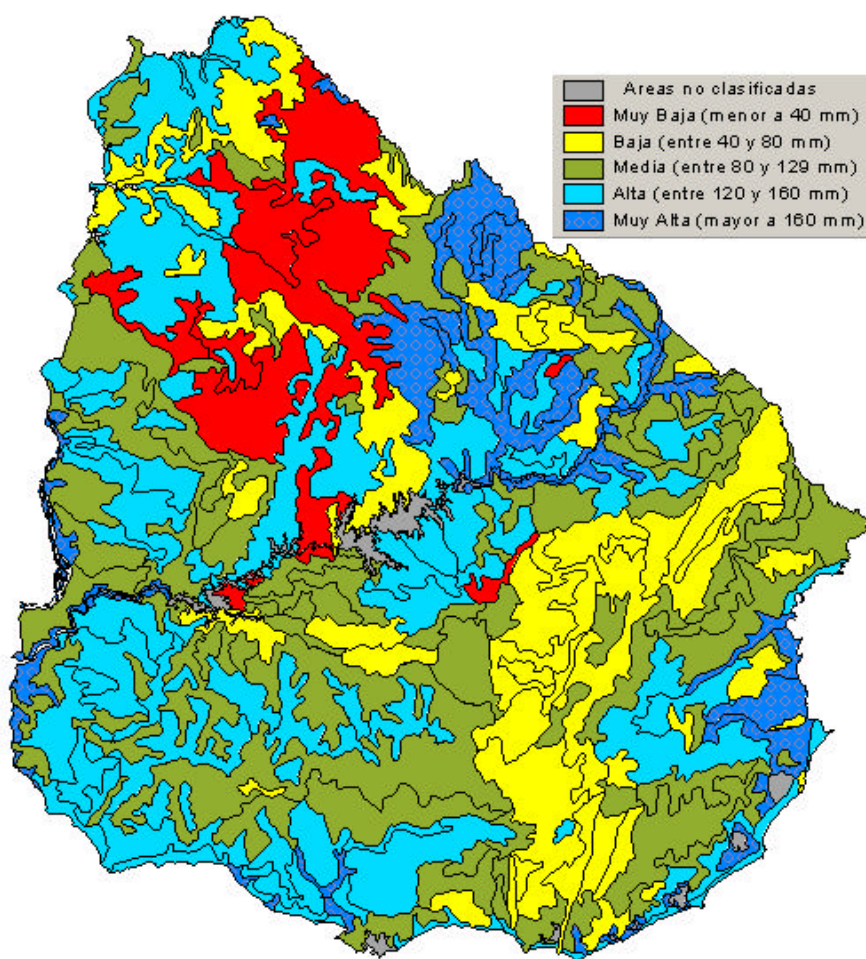 Areas no clasificadas
Muy Baja (menor a 40 mm)
Baja (entre 40 y 80 mm)
Media (entre 80 y 129 mm)
Alta (entre 120 y 160 mm)
Muy Alta (mayor a 160 mm)